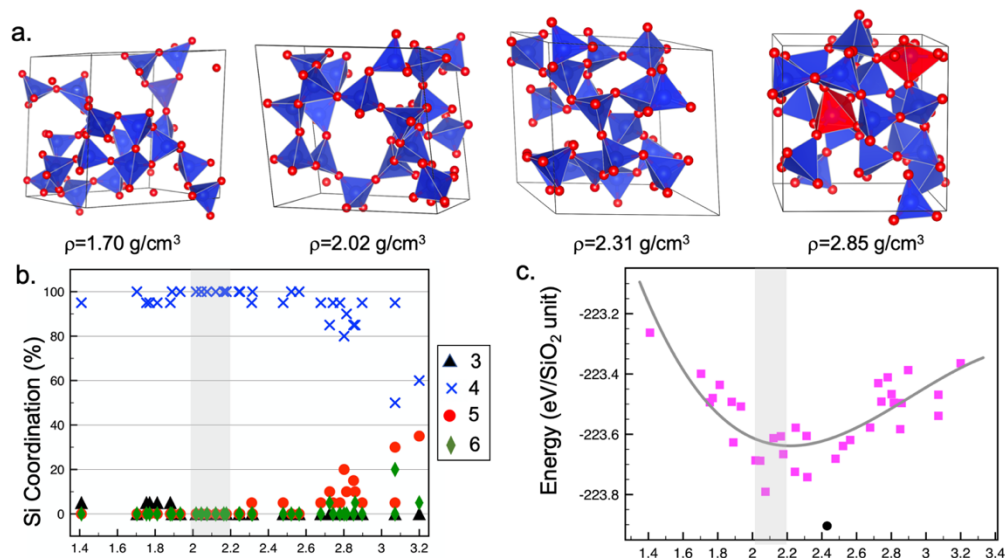 a.
ρ=1.70 g/cm³
ρ=2.02 g/cm³
ρ=2.31 g/cm³
ρ=2.85 g/cm³
b.
Si Coordination (%)
100
80
60
40
20
0
1.4 1.6 1.8 2 2.2 2.4 2.6 2.8 3 3.2
3
4
5
6
c.
Energy (eV/SiO₂ unit)
-223.2
-223.4
-223.6
-223.8
1.4 1.6 1.8 2.0 2.2 2.4 2.6 2.8 3.0 3.2 3.4